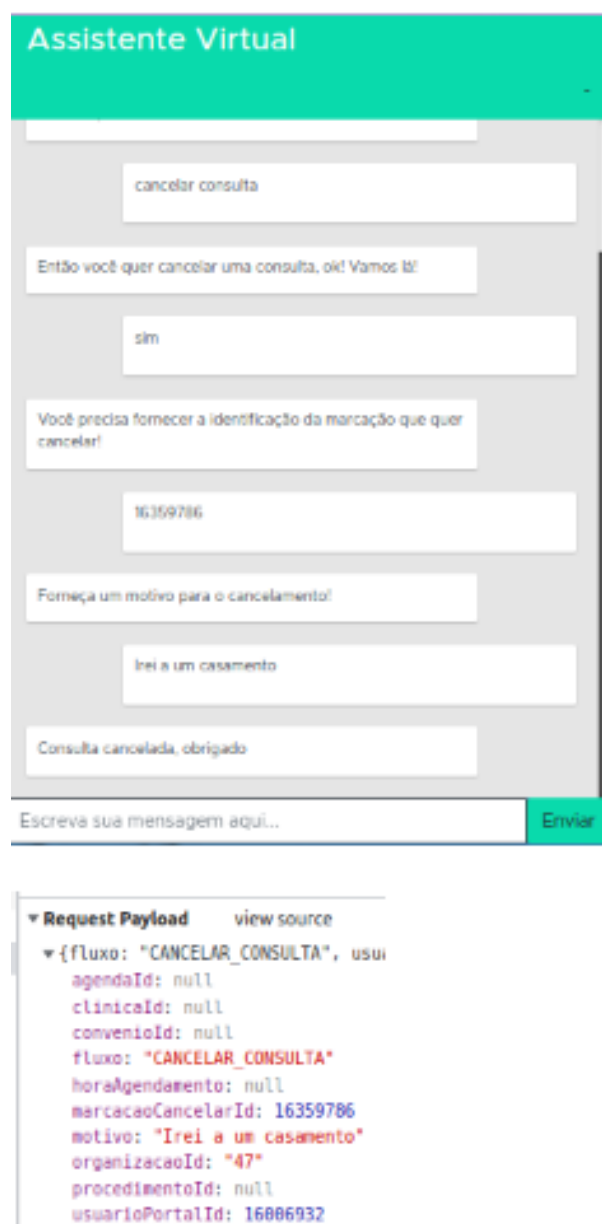 Assistente Virtual
-
cancelar consulta
Então você quer cancelar uma consulta, ok! Vamos lá!
sim
Você precisa fornecer a identificação da marcação que quer
cancelar!
16359786
Forneça um motivo para o cancelamento!
Irei a um casamento
Consulta cancelada, obrigado
Escreva sua mensagem aqui...
Enviar
▼ Request Payload view source
▼ {fluxo: "CANCELAR_CONSULTA", usu
agendaId: null
clinicaId: null
convenioId: null
fluxo: "CANCELAR_CONSULTA"
horaAgendamento: null
marcacaoCancelarId: 16359786
motivo: "Irei a um casamento"
organizacaoId: "47"
procedimentoId: null
usuarioPortalId: 16006932